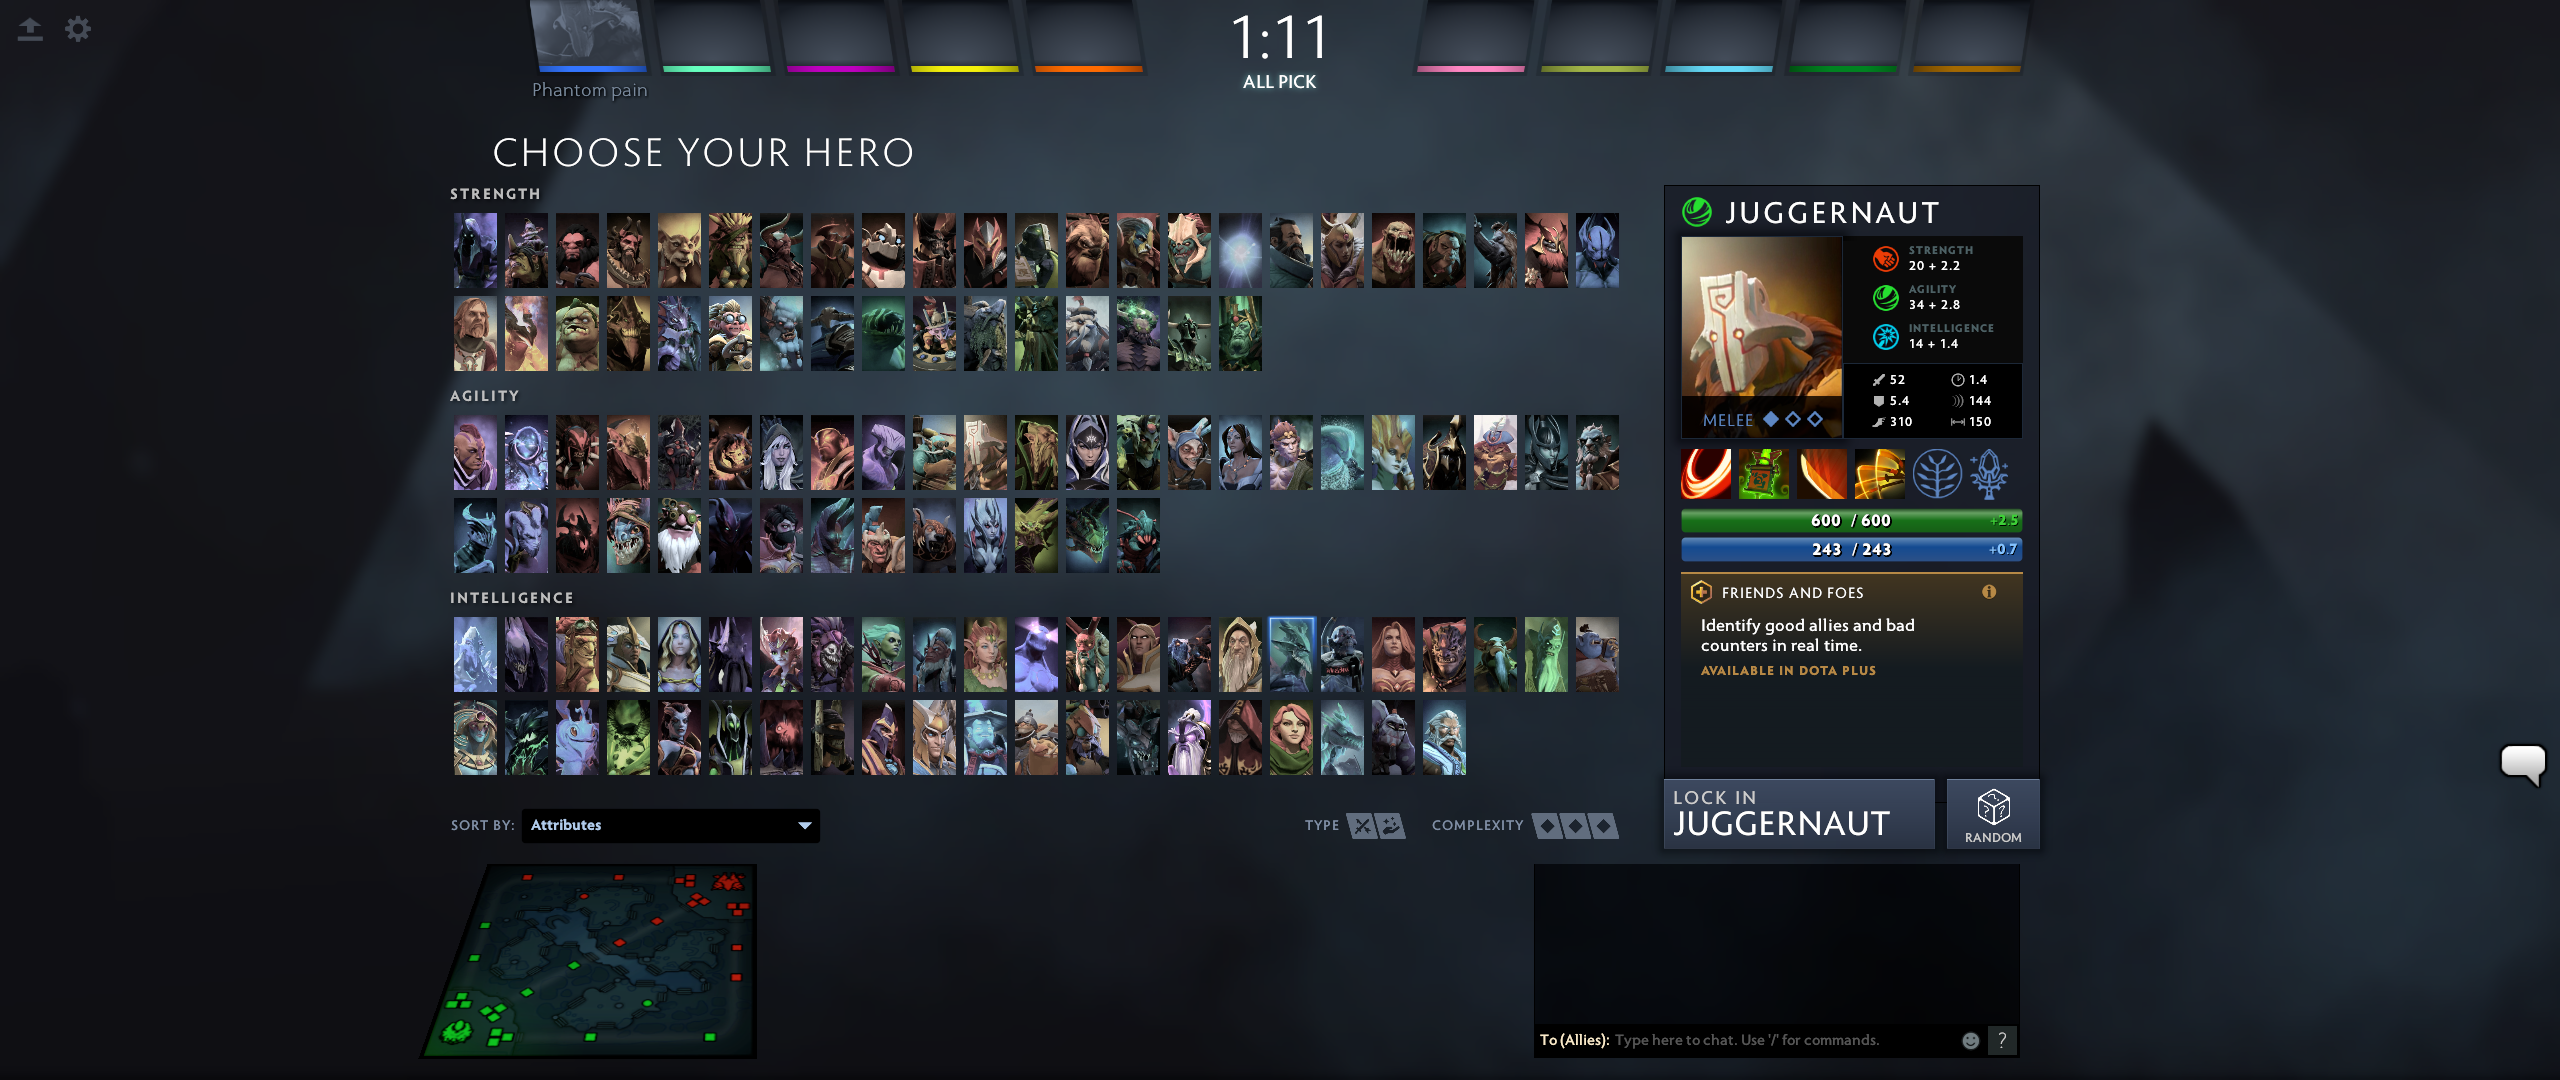 1:11
ALL PICK
Phantom pain
CHOOSE YOUR HERO
STRENGTH
AGILITY
INTELLIGENCE
JUGGERNAUT
STRENGTH
20 + 2.2
AGILITY
34 + 2.8
INTELLIGENCE
14 + 1.4
MELEE
52 1.4
5.4 144
310 150
600 / 600 +2.5
243 / 243 +0.7
FRIENDS AND FOES
Identify good allies and bad
counters in real time.
AVAILABLE IN DOTA PLUS
LOCK IN
JUGGERNAUT
RANDOM
SORT BY: Attributes
TYPE COMPLEXITY
To (Allies): Type here to chat. Use '/' for commands. ?